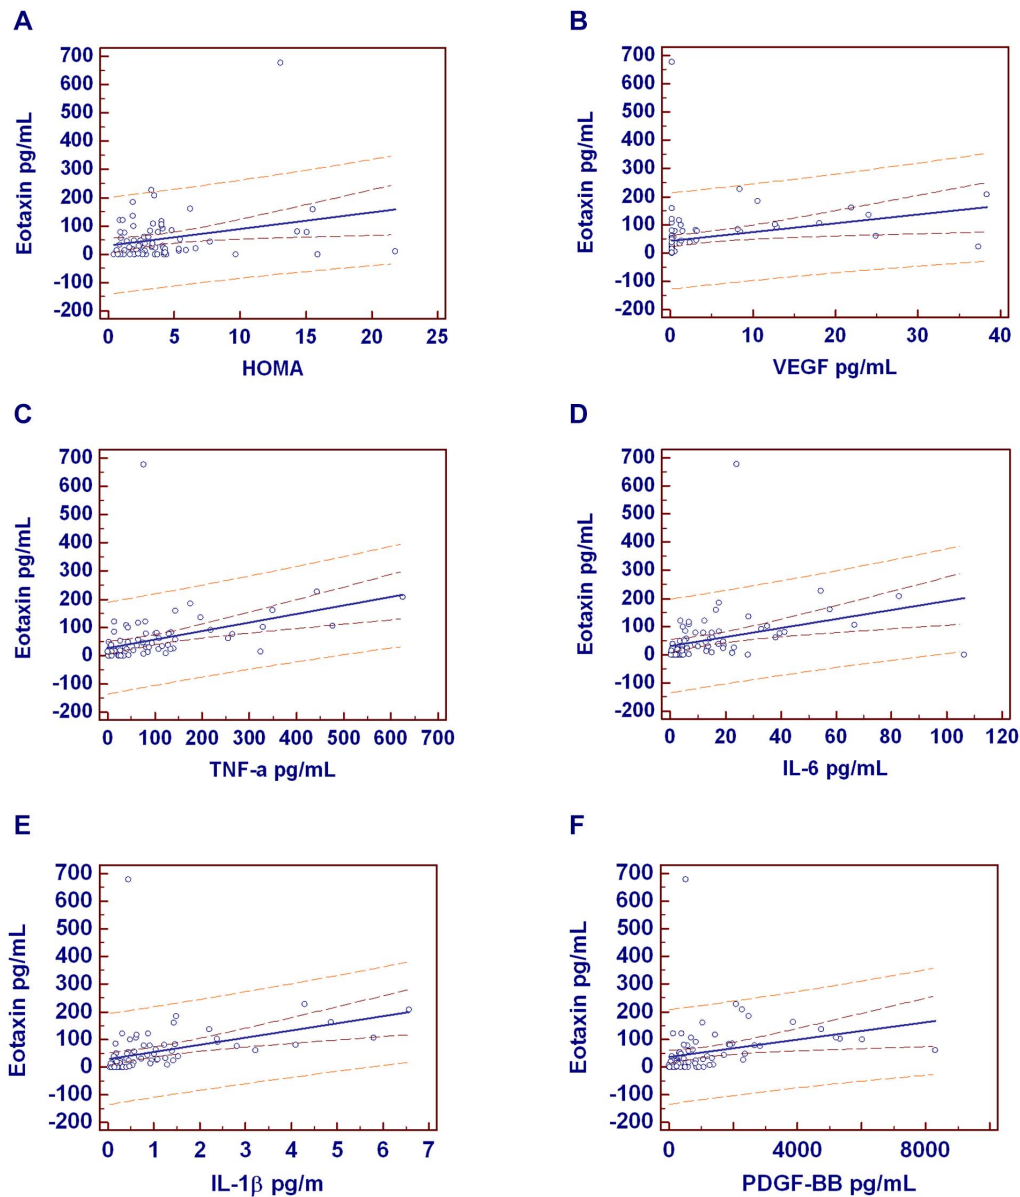 A
Eotaxin pg/mL
700
600
500
400
300
200
100
0
-100
-200
0 5 10 15 20 25
HOMA
B
Eotaxin pg/mL
700
600
500
400
300
200
100
0
-100
-200
0 10 20 30 40
VEGF pg/mL
C
Eotaxin pg/mL
700
600
500
400
300
200
100
0
-100
-200
0 100 200 300 400 500 600 700
TNF-a pg/mL
D
Eotaxin pg/mL
700
600
500
400
300
200
100
0
-100
-200
0 20 40 60 80 100 120
IL-6 pg/mL
E
Eotaxin pg/mL
700
600
500
400
300
200
100
0
-100
-200
0 1 2 3 4 5 6 7
IL-1β pg/m
F
Eotaxin pg/mL
700
600
500
400
300
200
100
0
-100
-200
0 4000 8000
PDGF-BB pg/mL